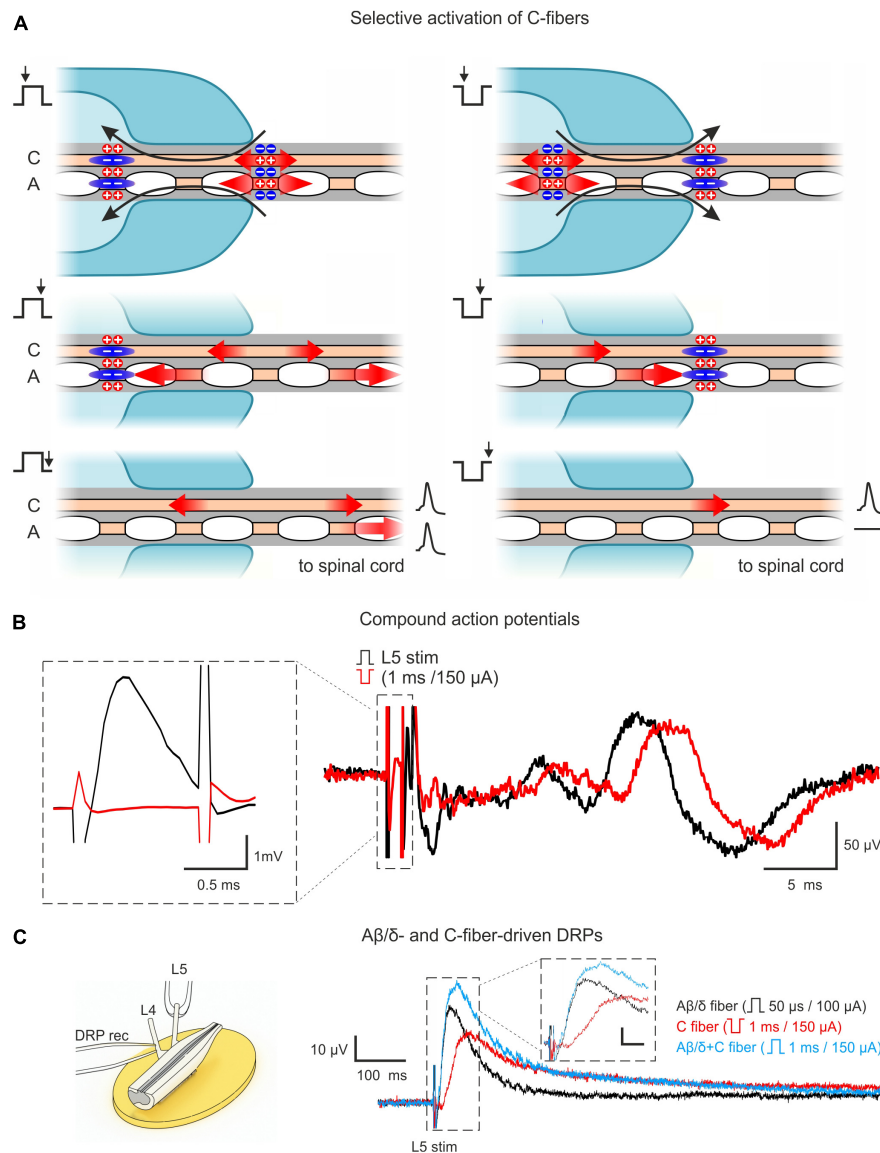 A
Selective activation of C-fibers
C
A
C
A
C
A
to spinal cord
to spinal cord
B
Compound action potentials
L5 stim
(1 ms /150 µA)
1mV
0.5 ms
50 µV
5 ms
C
Aβ/δ- and C-fiber-driven DRPs
L5
L4
DRP rec
10 µV
100 ms
L5 stim
Aβ/δ fiber ( 50 µs / 100 µA)
C fiber ( 1 ms / 150 µA)
Aβ/δ+C fiber ( 1 ms / 150 µA)